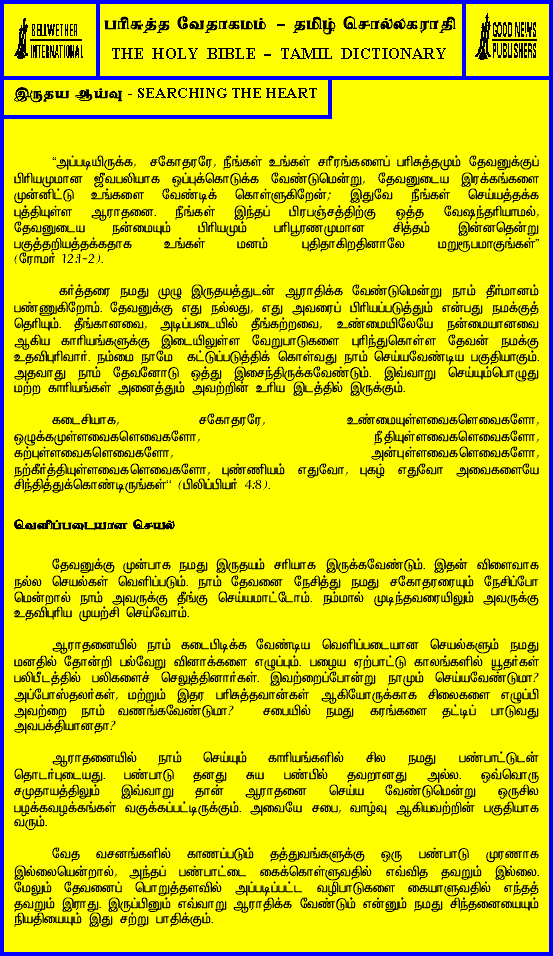 BELLWETHER
INTERNATIONAL
பரிசுத்த வேதாகமம் – தமிழ் சொல்லகராதி
THE HOLY BIBLE – TAMIL DICTIONARY
GOOD NEWS
PUBLISHERS
இருதய ஆய்வு - SEARCHING THE HEART
“அப்படியிருக்க, சகோதரரே, நீங்கள் உங்கள் சரீரங்களைப் பரிசுத்தமும் தேவனுக்குப்
பிரியமுமான ஜீவபலியாக ஒப்புக்கொடுக்க வேண்டுமென்று, தேவனுடைய இரக்கங்களை
முன்னிட்டு உங்களை வேண்டிக் கொள்ளுகிறேன்; இதுவே நீங்கள் செய்யத்தக்க
புத்தியுள்ள ஆராதனை. நீங்கள் இந்தப் பிரபஞ்சத்திற்கு ஒத்த வேஷந்தரியாமல்,
தேவனுடைய நன்மையும் பிரியமும் பரிபூரணமுமான சித்தம் இன்னதென்று
பகுத்தறியத்தக்கதாக உங்கள் மனம் புதிதாகிறதினாலே மறுரூபமாகுங்கள்”
(ரோமர் 12:1-2).
கர்த்தரை நமது முழு இருதயத்துடன் ஆராதிக்க வேண்டுமென்று நாம் தீர்மானம்
பண்ணுகிறோம். தேவனுக்கு எது நல்லது, எது அவரைப் பிரியப்படுத்தும் என்பது நமக்குத்
தெரியும். தீங்கானவை, அடிப்படையில் தீங்கற்றவை, உண்மையிலேயே நன்மையானவை
ஆகிய காரியங்களுக்கு இடையிலுள்ள வேறுபாடுகளை புரிந்துகொள்ள தேவன் நமக்கு
உதவிபுரிவார். நம்மை நாமே கட்டுப்படுத்திக் கொள்வது நாம் செய்யவேண்டிய பகுதியாகும்.
அதவாது நாம் தேவனோடு ஒத்து இசைந்திருக்கவேண்டும். இவ்வாறு செய்யும்பொழுது
மற்ற காரியங்கள் அனைத்தும் அவற்றின் உரிய இடத்தில் இருக்கும்.
கடைசியாக, சகோதரரே, உண்மையுள்ளவைகளெவைகளோ,
ஒழுக்கமுள்ளவைகளெவைகளோ, நீதியுள்ளவைகளெவைகளோ,
கற்புள்ளவைகளெவைகளோ, அன்புள்ளவைகளெவைகளோ,
நற்கீர்த்தியுள்ளவைகளெவைகளோ, புண்ணியம் எதுவோ, புகழ் எதுவோ அவைகளையே
சிந்தித்துக்கொண்டிருங்கள்“ (பிலிப்பியர் 4:8).
வெளிப்படையான செயல்
தேவனுக்கு முன்பாக நமது இருதயம் சரியாக இருக்கவேண்டும். இதன் விளைவாக
நல்ல செயல்கள் வெளிப்படும். நாம் தேவனை நேசித்து நமது சகோதரரையும் நேசிப்போ
மென்றால் நாம் அவருக்கு தீங்கு செய்யமாட்டோம். நம்மால் முடிந்தவரையிலும் அவருக்கு
உதவிபுரிய முயற்சி செய்வோம்.
ஆராதனையில் நாம் கடைபிடிக்க வேண்டிய வெளிப்படையான செயல்களும் நமது
மனதில் தோன்றி பல்வேறு வினாக்களை எழுப்பும். பழைய ஏற்பாட்டு காலங்களில் யூதர்கள்
பலிபீடத்தில் பலிகளைச் செலுத்தினார்கள். இவற்றைப்போன்று நாமும் செய்யவேண்டுமா?
அப்போஸ்தலர்கள், மற்றும் இதர பரிசுத்தவான்கள் ஆகியோருக்காக சிலைகளை எழுப்பி
அவற்றை நாம் வணங்கவேண்டுமா? சபையில் நமது கரங்களை தட்டிப் பாடுவது
அவபக்தியானதா?
ஆராதனையில் நாம் செய்யும் காரியங்களில் சில நமது பண்பாட்டுடன்
தொடர்புடையது. பண்பாடு தனது சுய பண்பில் தவறானது அல்ல. ஒவ்வொரு
சமுதாயத்திலும் இவ்வாறு தான் ஆராதனை செய்ய வேண்டுமென்று ஒருசில
பழக்கவழக்கங்கள் வகுக்கப்பட்டிருக்கும். அவையே சபை, வாழ்வு ஆகியவற்றின் பகுதியாக
வரும்.
வேத வசனங்களில் காணப்படும் தத்துவங்களுக்கு ஒரு பண்பாடு முரணாக
இல்லையென்றால், அந்தப் பண்பாட்டை கைக்கொள்ளுவதில் எவ்வித தவறும் இல்லை.
மேலும் தேவனைப் பொறுத்தளவில் அப்படிப்பட்ட வழிபாடுகளை கையாளுவதில் எந்தத்
தவறும் இராது. இருப்பினும் எவ்வாறு ஆராதிக்க வேண்டும் என்னும் நமது சிந்தனையையும்
நியதியையும் இது சற்று பாதிக்கும்.